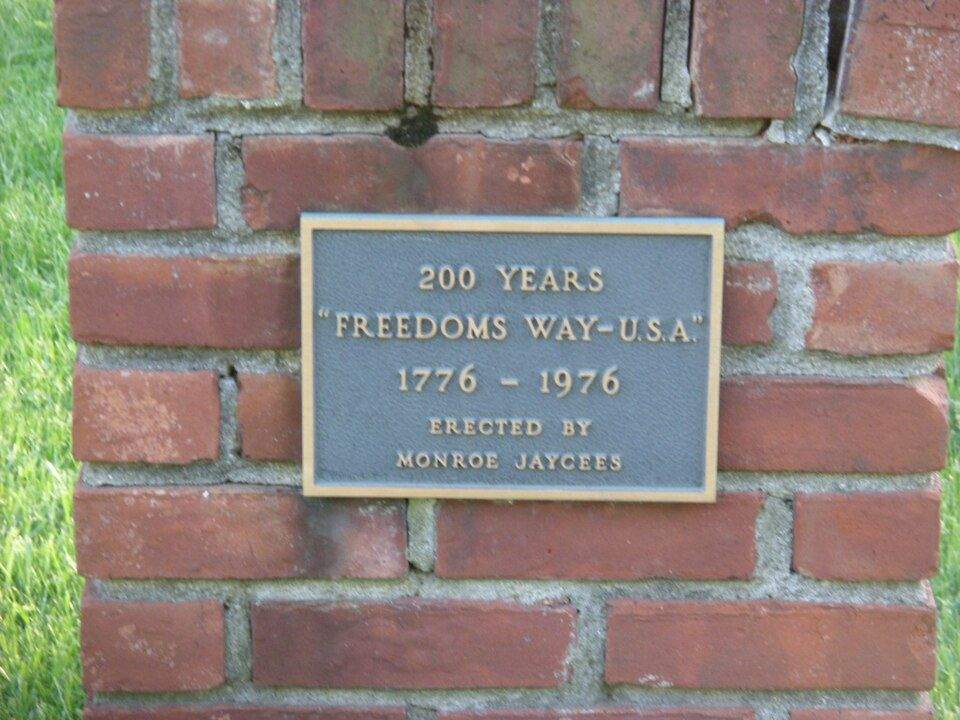 200 YEARS
"FREEDOMS WAY-U.S.A."
1776 - 1976
ERECTED BY
MONROE JAYCEES